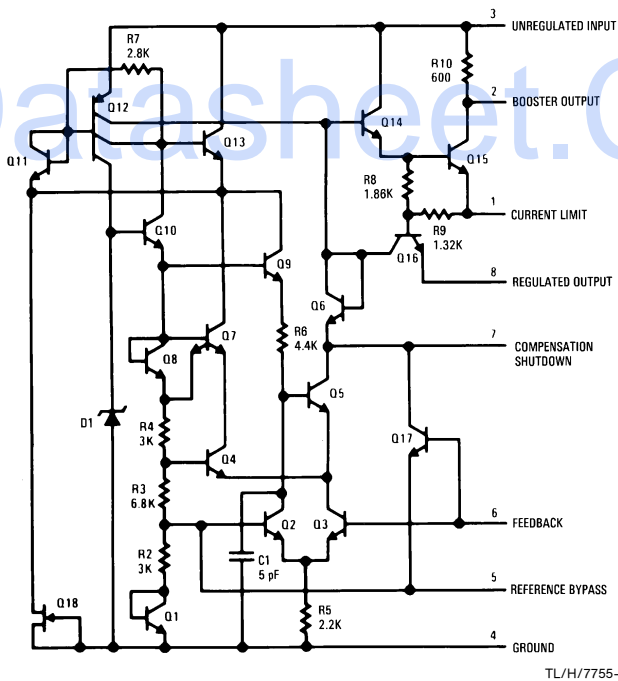 3 UNREGULATED INPUT
R7
2.8K
R10
600
Q12
2 BOOSTER OUTPUT
Datasheet.C
Q14
Q13
Q15
Q11
R8
1.86K
1 CURRENT LIMIT
R9
1.32K
Q10
Q16
Q9
8 REGULATED OUTPUT
Q6
R6
4.4K
Q7
7 COMPENSATION
SHUTDOWN
Q8
Q5
D1
R4
3K
Q17
Q4
R3
6.8K
Q2
Q3
6 FEEDBACK
R2
3K
C1
5 pF
5 REFERENCE BYPASS
Q18
Q1
R5
2.2K
4 GROUND
TL/H/7755-